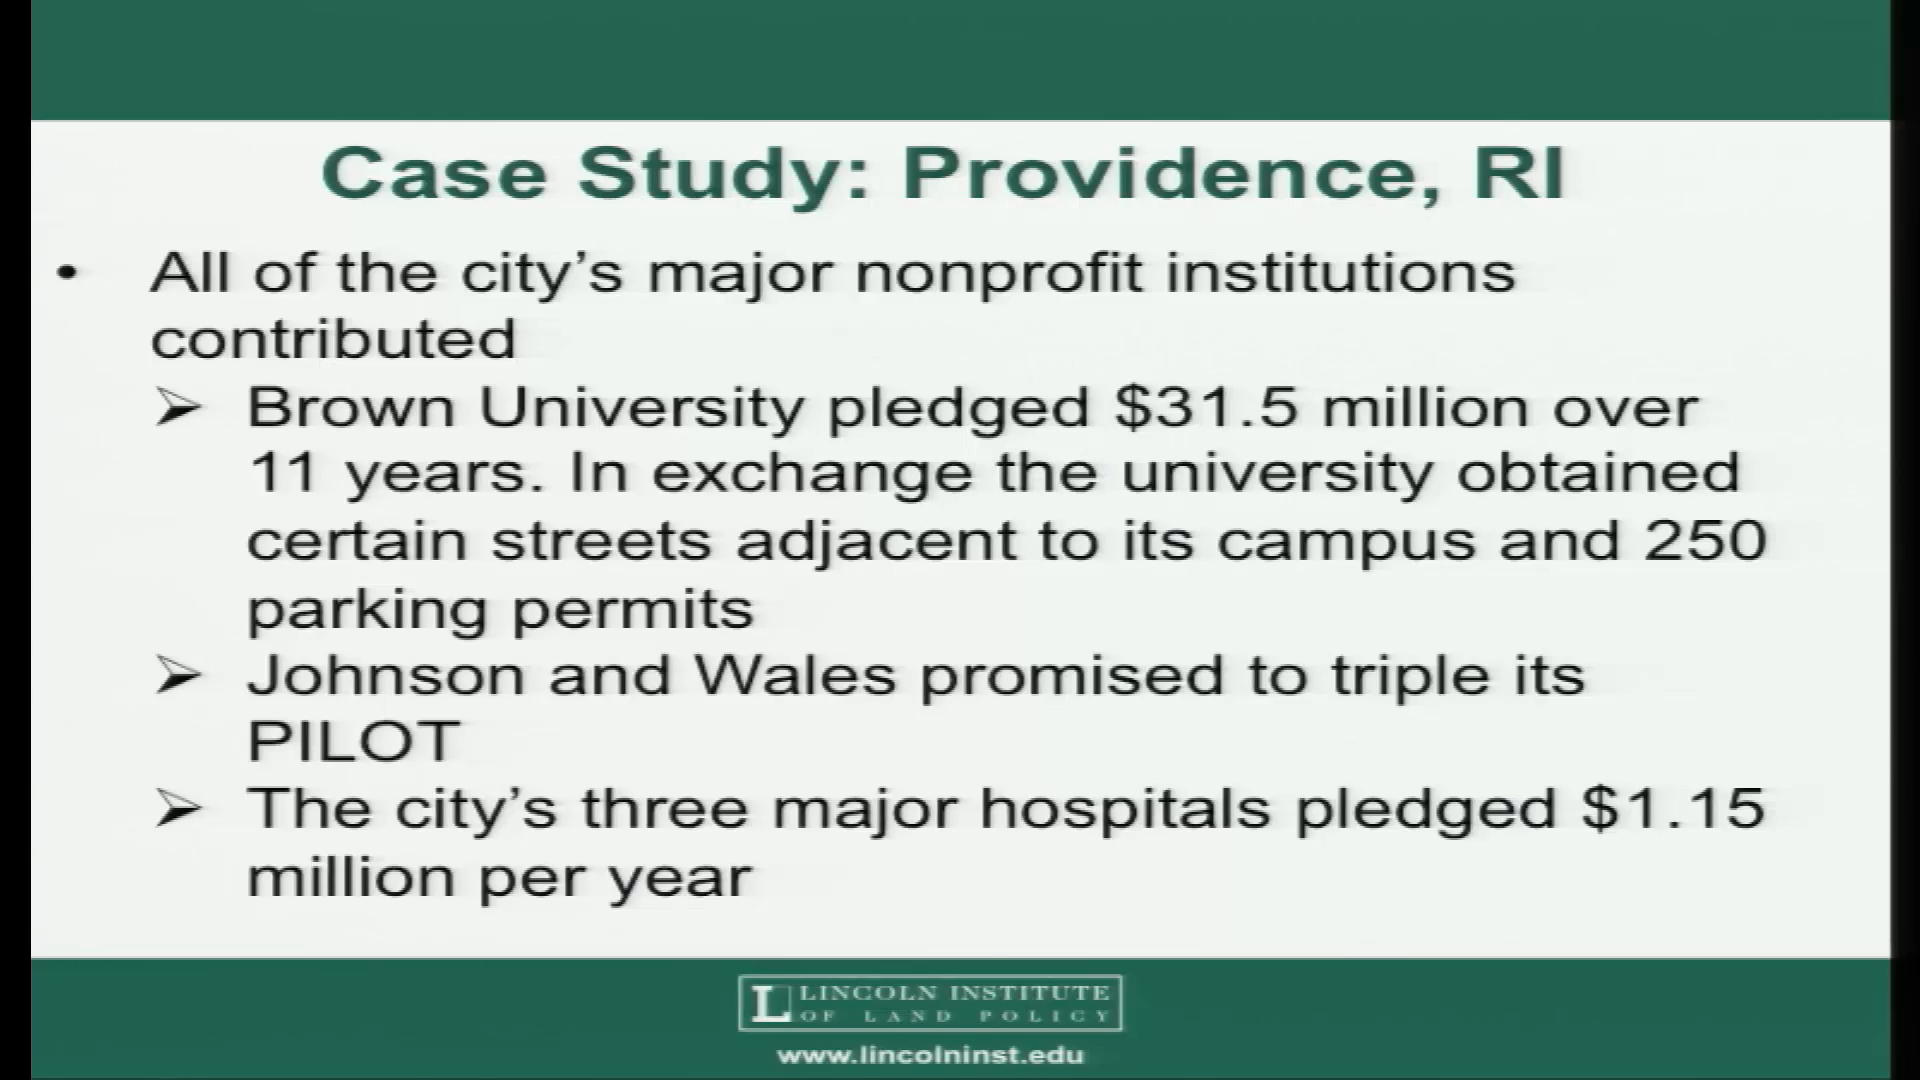 Case Study: Providence, RI
• All of the city’s major nonprofit institutions
contributed
➢ Brown University pledged $31.5 million over
11 years. In exchange the university obtained
certain streets adjacent to its campus and 250
parking permits
➢ Johnson and Wales promised to triple its
PILOT
➢ The city’s three major hospitals pledged $1.15
million per year
L LINCOLN INSTITUTE
OF LAND POLICY
www.lincolninst.edu